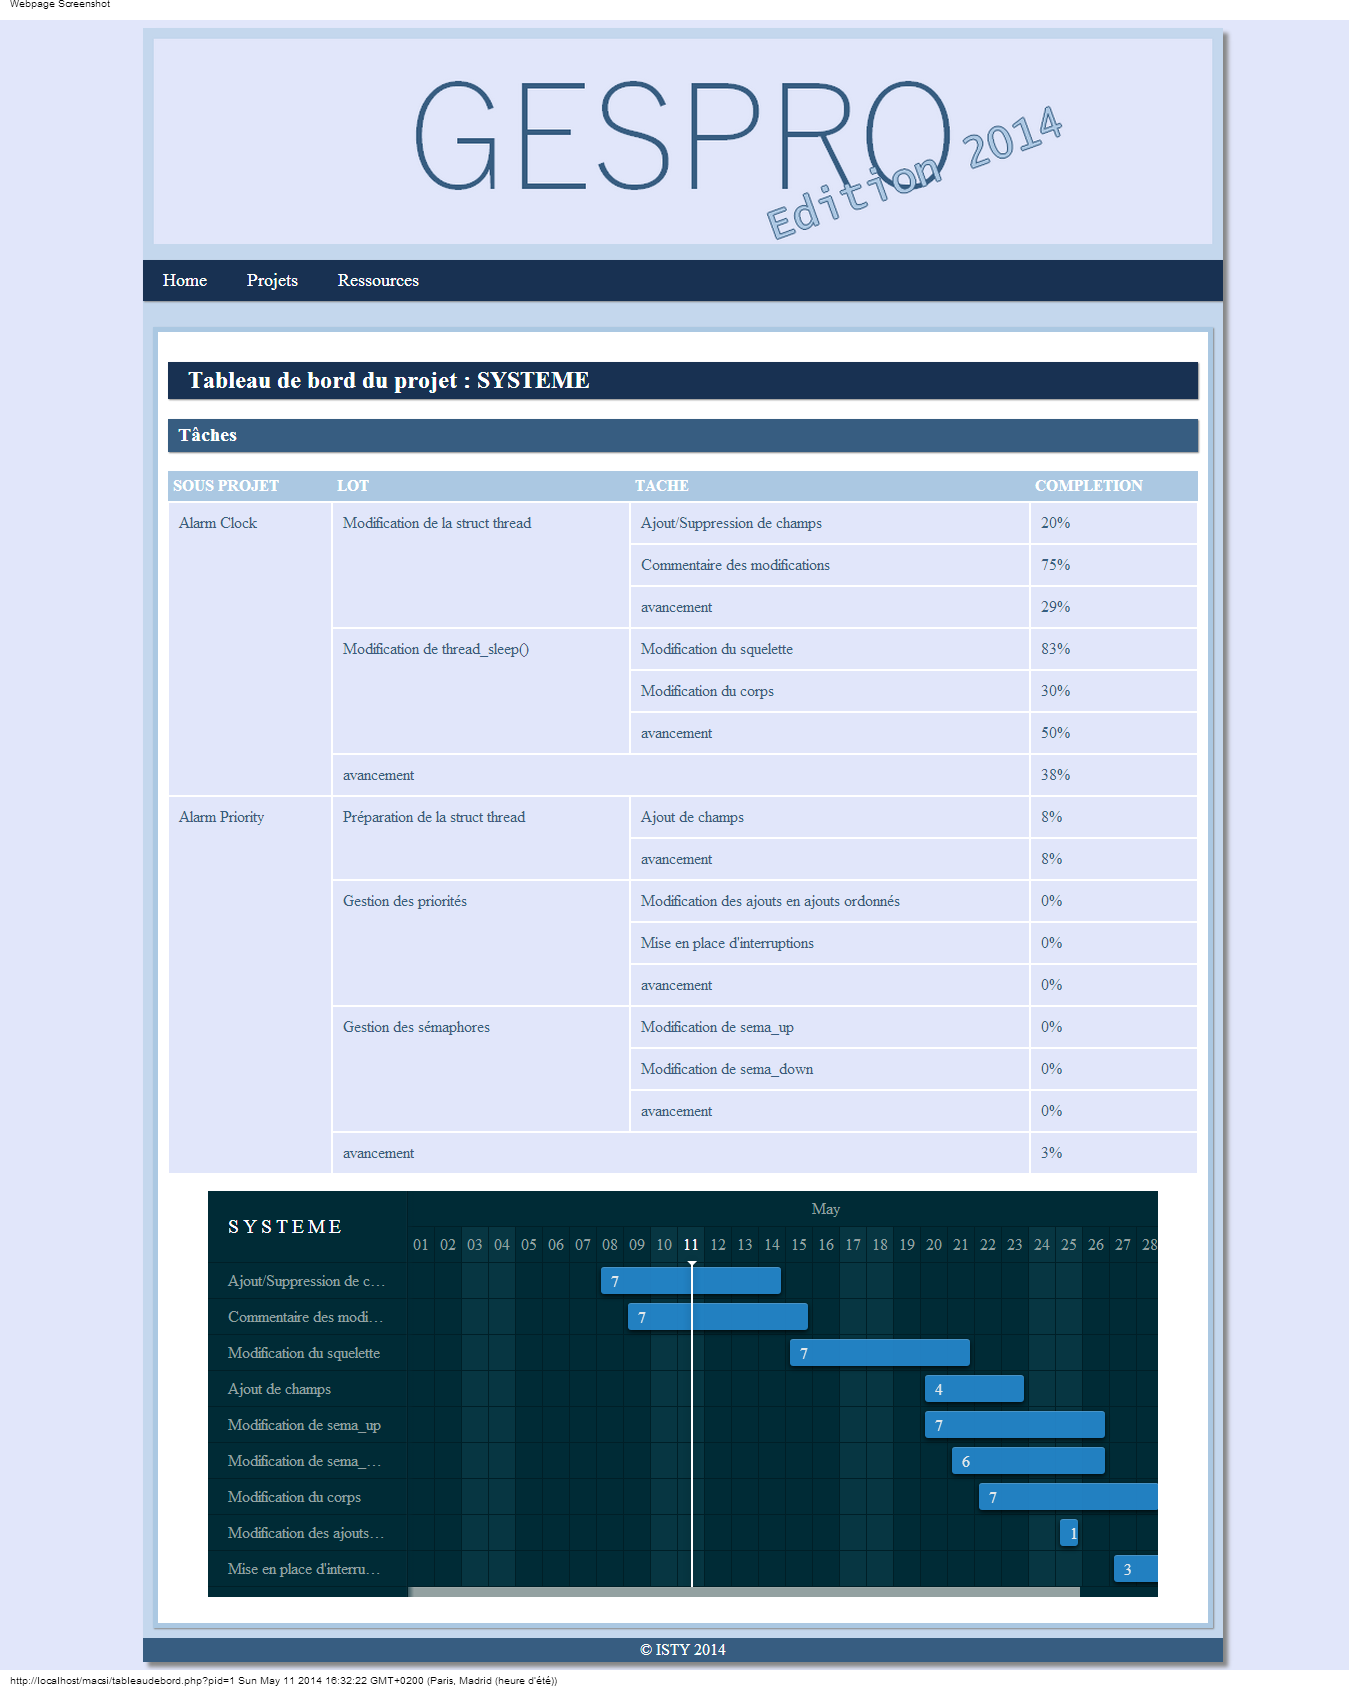 Webpage Screenshot
GESPRO
Edition 2014
Home Projets Ressources
Tableau de bord du projet : SYSTEME
Tâches
SOUS PROJET LOT TACHE COMPLETION
Alarm Clock Modification de la struct thread Ajout/Suppression de champs 20%
Commentaire des modifications 75%
avancement 29%
Modification de thread_sleep() Modification du squelette 83%
Modification du corps 30%
avancement 50%
avancement 38%
Alarm Priority Préparation de la struct thread Ajout de champs 8%
avancement 8%
Gestion des priorités Modification des ajouts en ajouts ordonnés 0%
Mise en place d'interruptions 0%
avancement 0%
Gestion des sémaphores Modification de sema_up 0%
Modification de sema_down 0%
avancement 0%
avancement 3%
May
SYSTEME
01 02 03 04 05 06 07 08 09 10 11 12 13 14 15 16 17 18 19 20 21 22 23 24 25 26 27 28
Ajout/Suppression de c... 7
Commentaire des modi... 7
Modification du squelette 7
Ajout de champs 4
Modification de sema_up 7
Modification de sema_... 6
Modification du corps 7
Modification des ajouts... 1
Mise en place d'interru... 3
© ISTY 2014
http://localhost/macsi/tableaudebord.php?pid=1 Sun May 11 2014 16:32:22 GMT+0200 (Paris, Madrid (heure d'été))